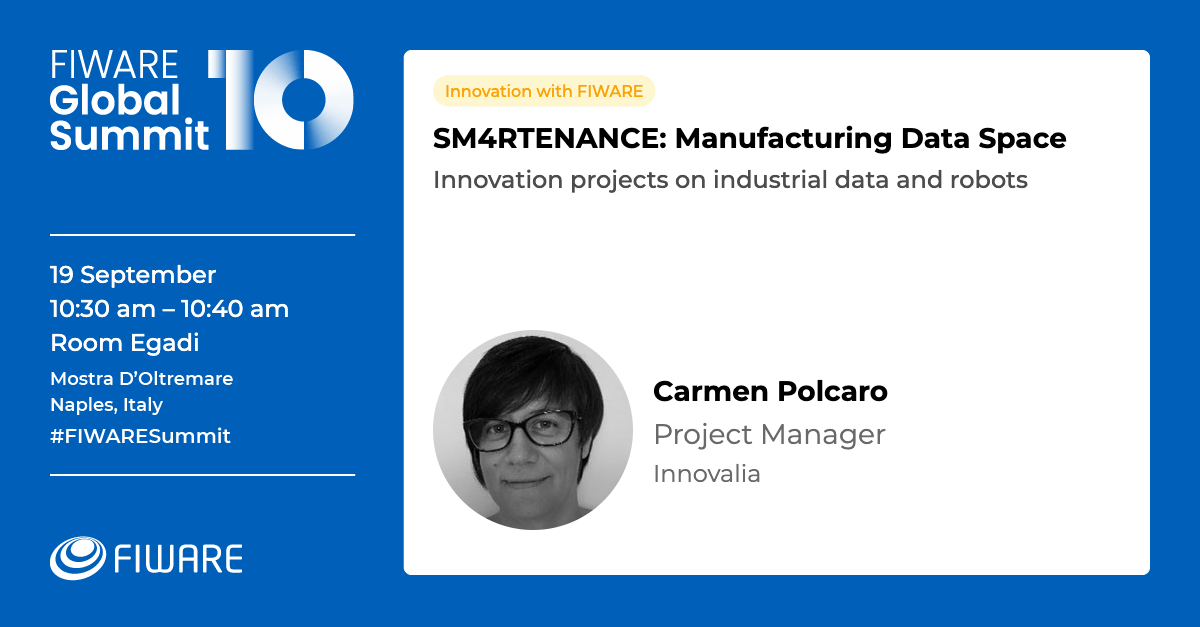 FIWARE
Global
Summit
10
19 September
10:30 am – 10:40 am
Room Egadi
Mostra D’Oltremare
Naples, Italy
#FIWARESummit
FIWARE
Innovation with FIWARE
SM4RTENANCE: Manufacturing Data Space
Innovation projects on industrial data and robots
Carmen Polcaro
Project Manager
Innovalia